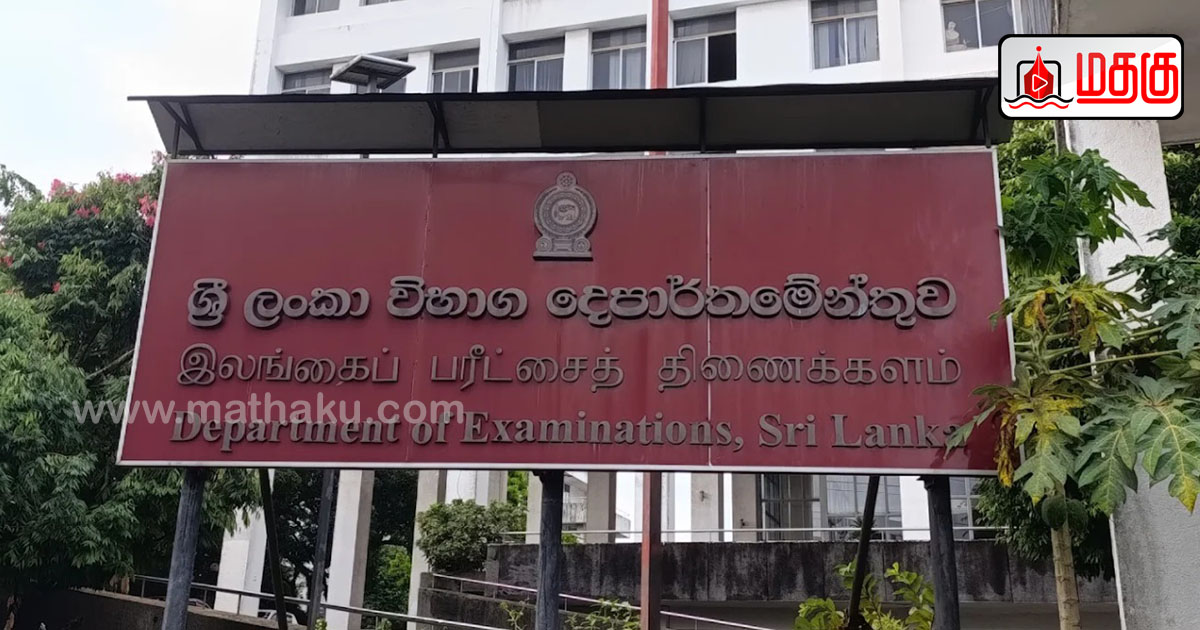 மதகு
ශ්‍රී ලංකා විභාග දෙපාර්තමේන්තුව
இலங்கைப் பரீட்சைத் திணைக்களம்
www.mathaku.com
Department of Examinations, Sri Lanka